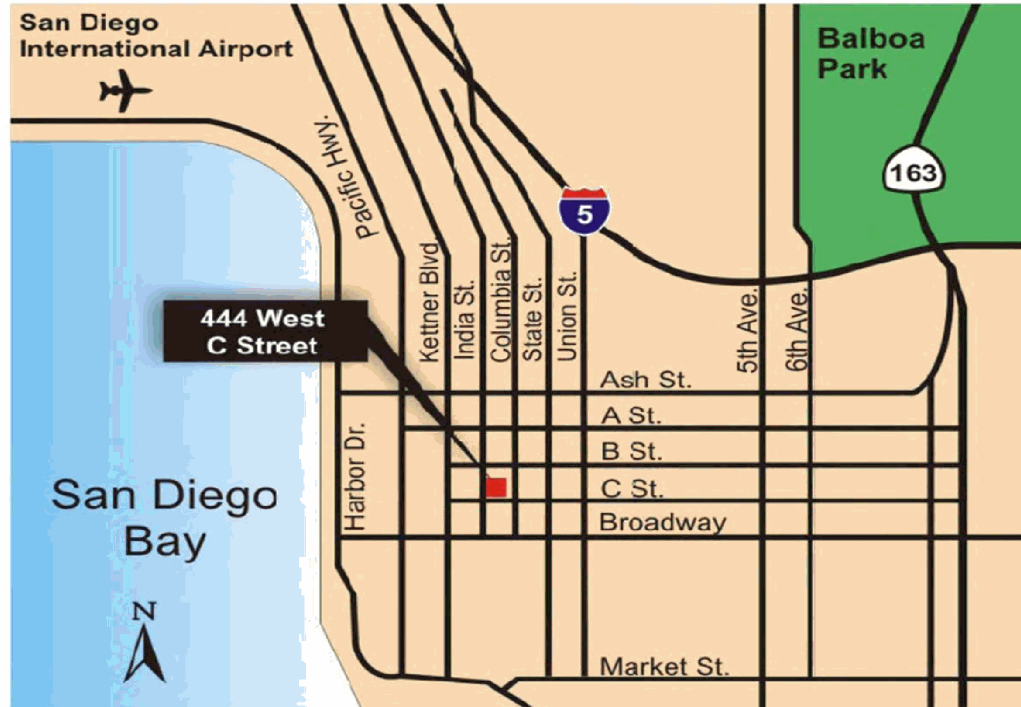 San Diego
International Airport
Balboa
Park
163
5
Pacific Hwy.
Kettner Blvd.
India St.
Columbia St.
State St.
Union St.
5th Ave.
6th Ave.
444 West
C Street
Ash St.
A St.
B St.
C St.
Broadway
Harbor Dr.
San Diego
Bay
N
Market St.